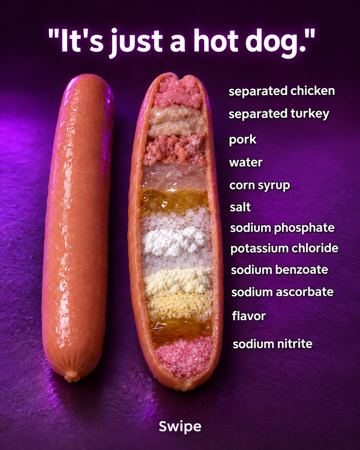 "It's just a hot dog."
separated chicken
separated turkey
pork
water
corn syrup
salt
sodium phosphate
potassium chloride
sodium benzoate
sodium ascorbate
flavor
sodium nitrite
Swipe